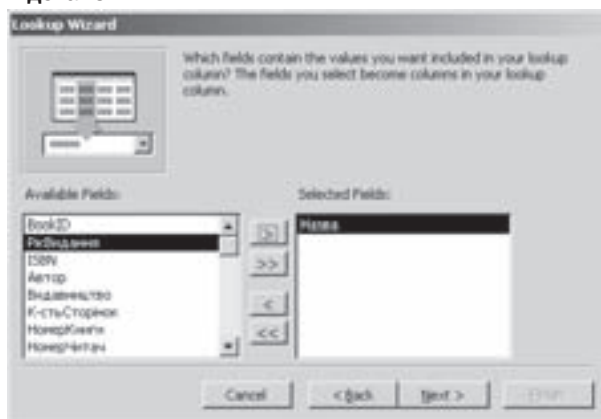 Lookup Wizard
Which fields contain the values you want included in your lookup
column? The fields you select become columns in your lookup
column.
Available Fields:
Selected Fields:
BookID
РікВидання
ISBN
Автор
Видавництво
К-стьСторінок
НомерКниги
НомерЧитач
>
>>
<
<<
Назва
Cancel
< Back
Next >
Finish